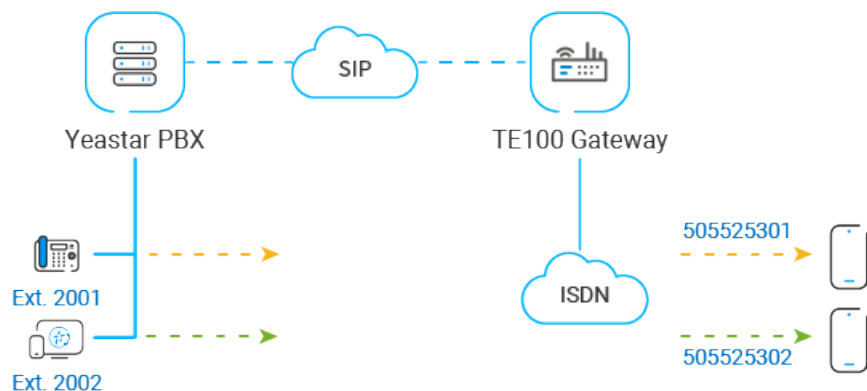 SIP
Yeastar PBX
TE100 Gateway
505525301
Ext. 2001
ISDN
505525302
Ext. 2002